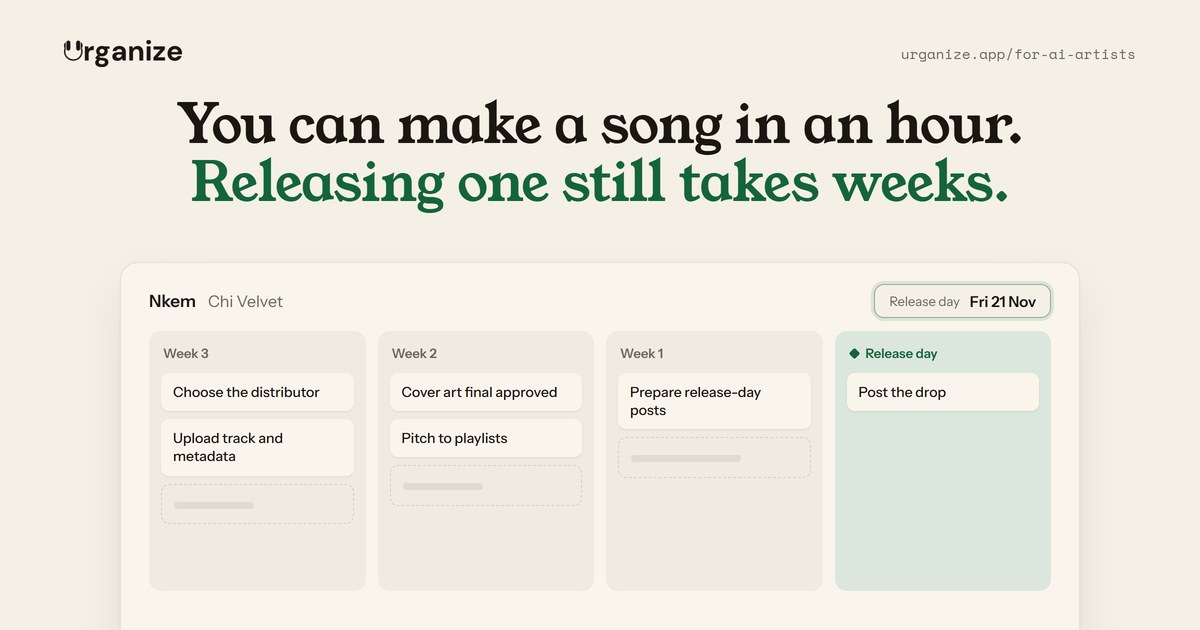 Urganize
urganize.app/for-ai-artists
You can make a song in an hour.
Releasing one still takes weeks.
Nkem Chi Velvet
Release day Fri 21 Nov
Week 3
Choose the distributor
Upload track and
metadata
Week 2
Cover art final approved
Pitch to playlists
Week 1
Prepare release-day
posts
Release day
Post the drop